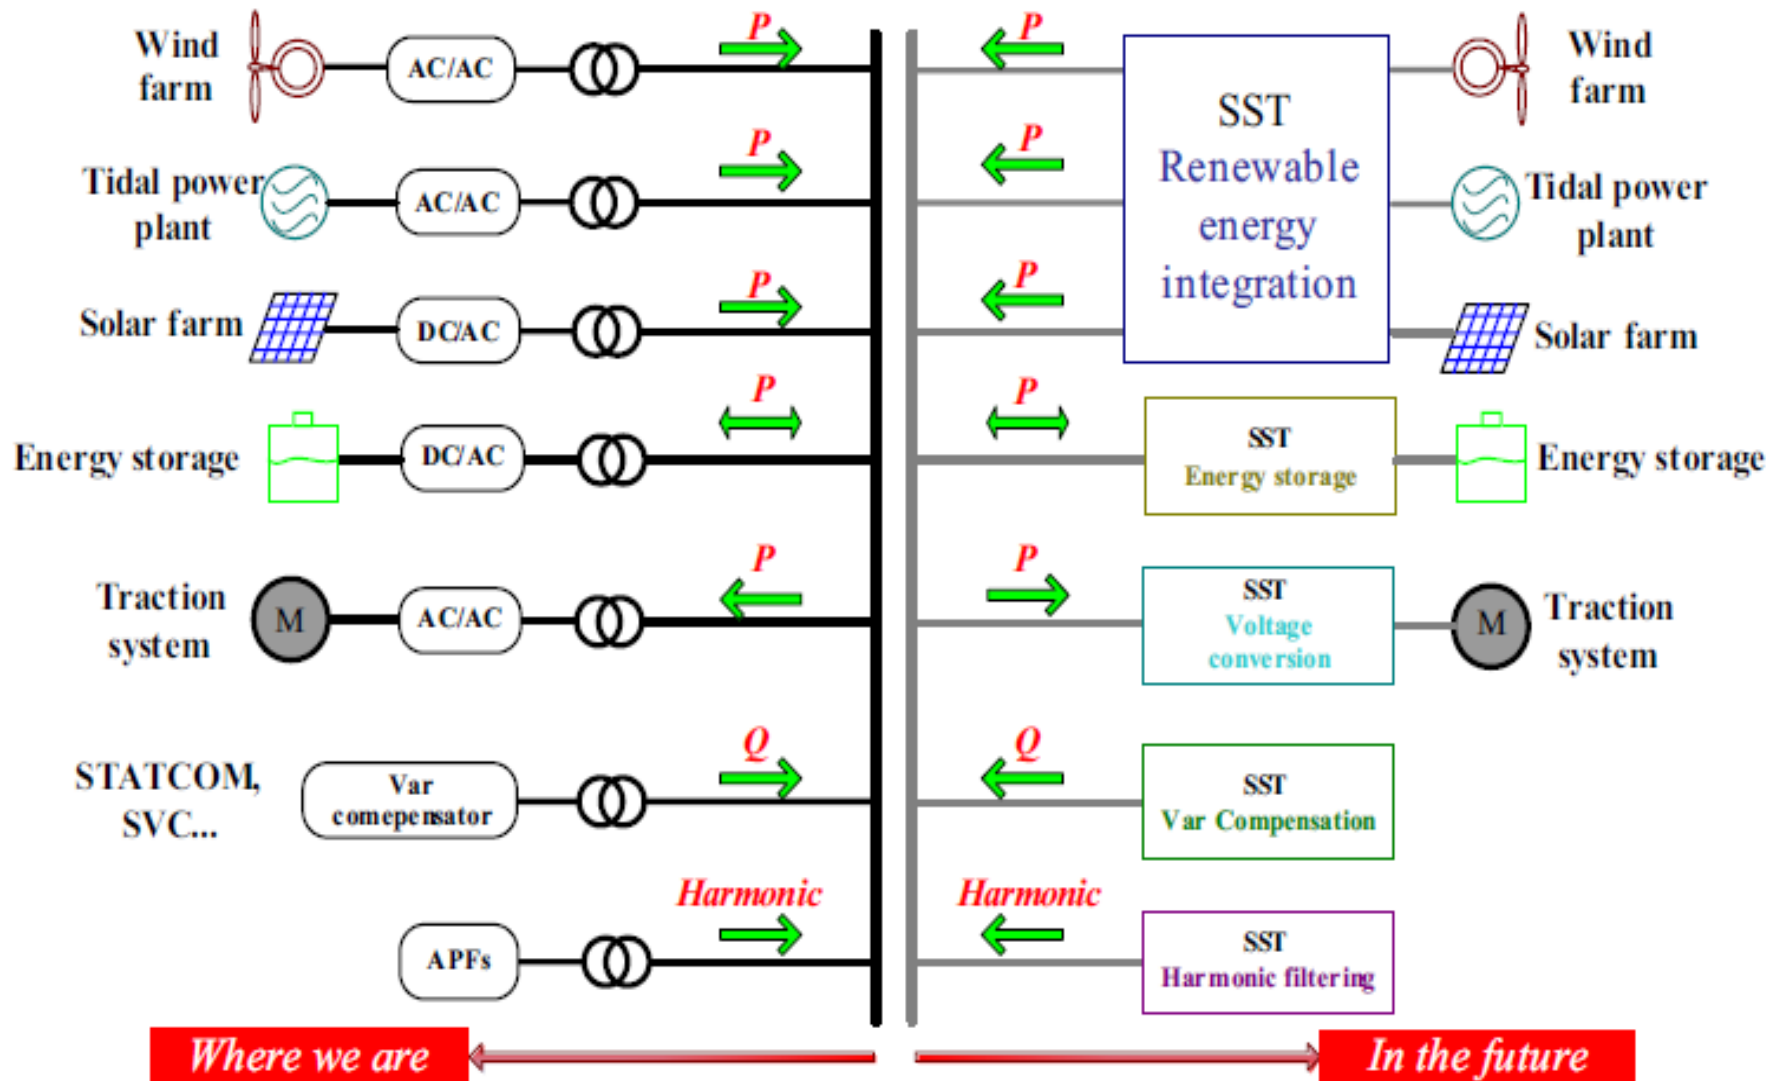 Wind
farm
AC/AC
P
P
SST
Renewable
energy
integration
Wind
farm
Tidal power
plant
AC/AC
P
P
Tidal power
plant
Solar farm
DC/AC
P
P
Solar farm
Energy storage
DC/AC
P
P
SST
Energy storage
Energy storage
Traction
system
M
AC/AC
P
P
SST
Voltage
conversion
M
Traction
system
STATCOM,
SVC...
Var
comepensator
Q
Q
SST
Var Compensation
APFs
Harmonic
Harmonic
SST
Harmonic filtering
Where we are
In the future